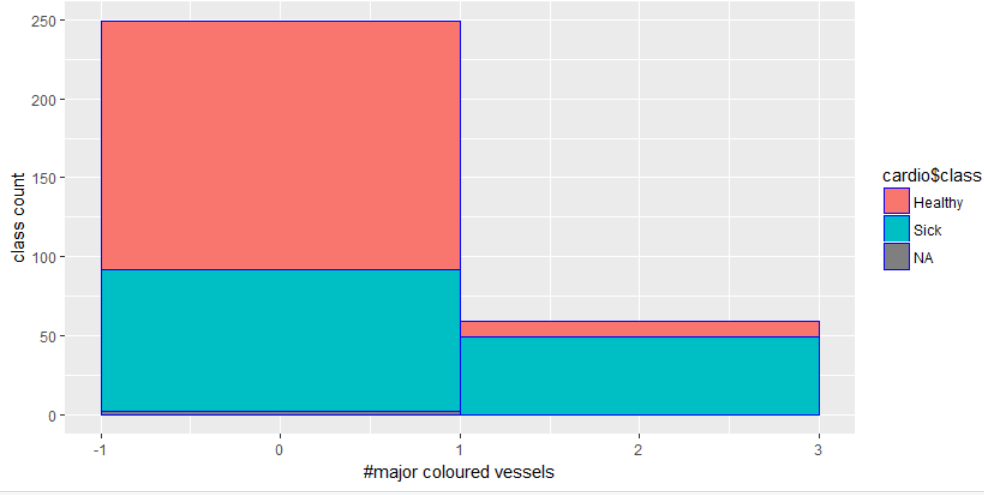 250
200
150
100
50
0
class count
-1
0
1
2
3
#major coloured vessels
cardio$class
Healthy
Sick
NA